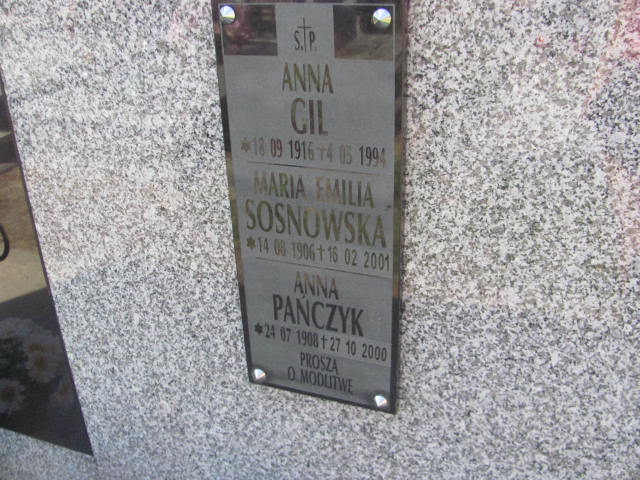 Ś.†P.
ANNA
GIL
*18 09 1916 †4 05 1994
MARIA EMILIA
SOSNOWSKA
*14 08 1906 †16 02 2001
ANNA
PAŃCZYK
*24 07 1908 †27 10 2000
PROSZĄ
O MODLITWĘ